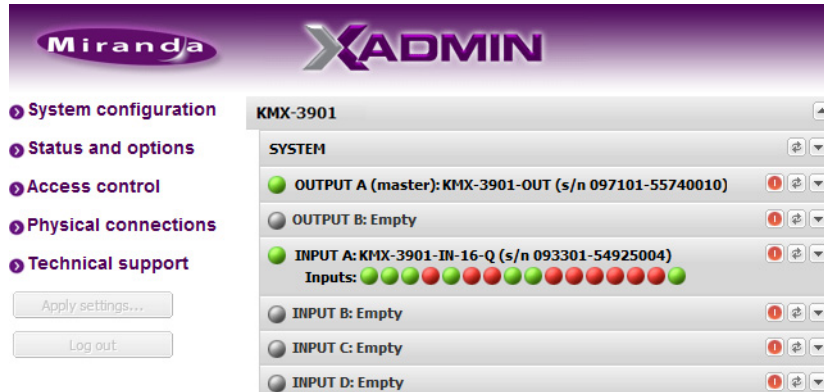 Miranda
XADMIN
System configuration
Status and options
Access control
Physical connections
Technical support
Apply settings...
Log out
KMX-3901
SYSTEM
OUTPUT A (master): KMX-3901-OUT (s/n 097101-55740010)
OUTPUT B: Empty
INPUT A: KMX-3901-IN-16-Q (s/n 093301-54925004)
Inputs:
INPUT B: Empty
INPUT C: Empty
INPUT D: Empty